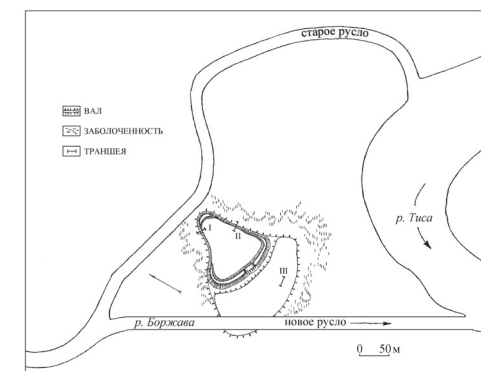 старое русло
ВАЛ
ЗАБОЛОЧЕННОСТЬ
ТРАНШЕЯ
р. Тиса
I
II
III
р. Боржава
новое русло
0 50 м